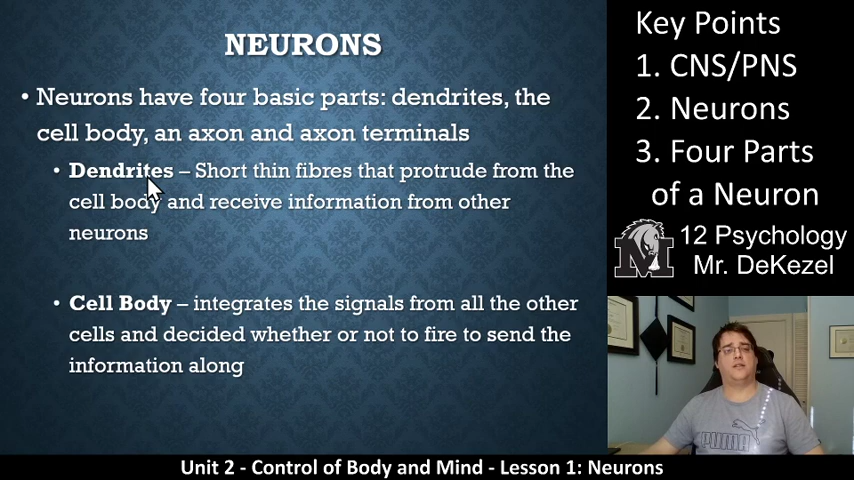 NEURONS
• Neurons have four basic parts: dendrites, the
cell body, an axon and axon terminals
• Dendrites – Short thin fibres that protrude from the
cell body and receive information from other
neurons
• Cell Body – integrates the signals from all the other
cells and decided whether or not to fire to send the
information along
Key Points
1. CNS/PNS
2. Neurons
3. Four Parts
of a Neuron
M
12 Psychology
Mr. DeKezel
PUMA
Unit 2 - Control of Body and Mind - Lesson 1: Neurons